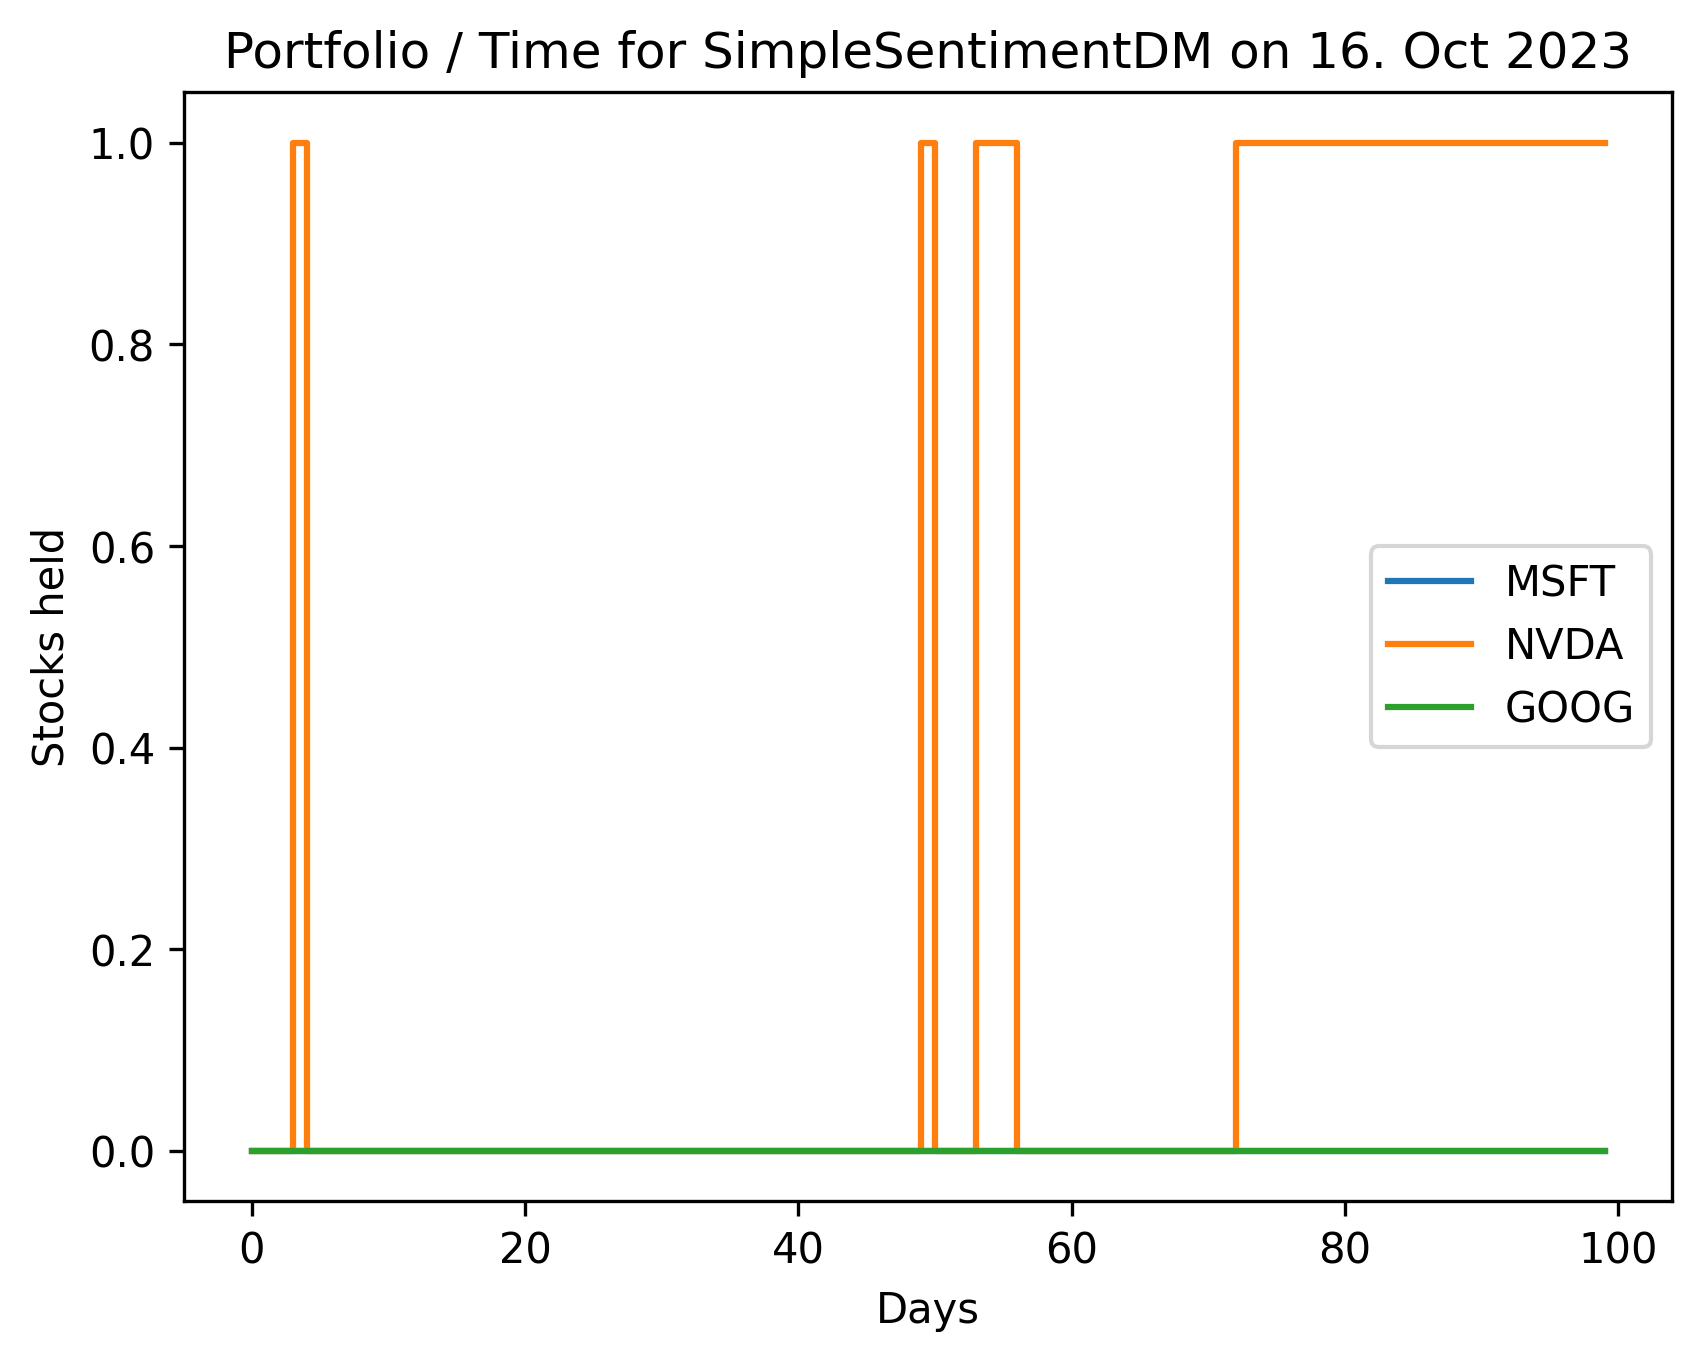 Portfolio / Time for SimpleSentimentDM on 16. Oct 2023
1.0
0.8
0.6
0.4
0.2
0.0
Stocks held
MSFT
NVDA
GOOG
0 20 40 60 80 100
Days